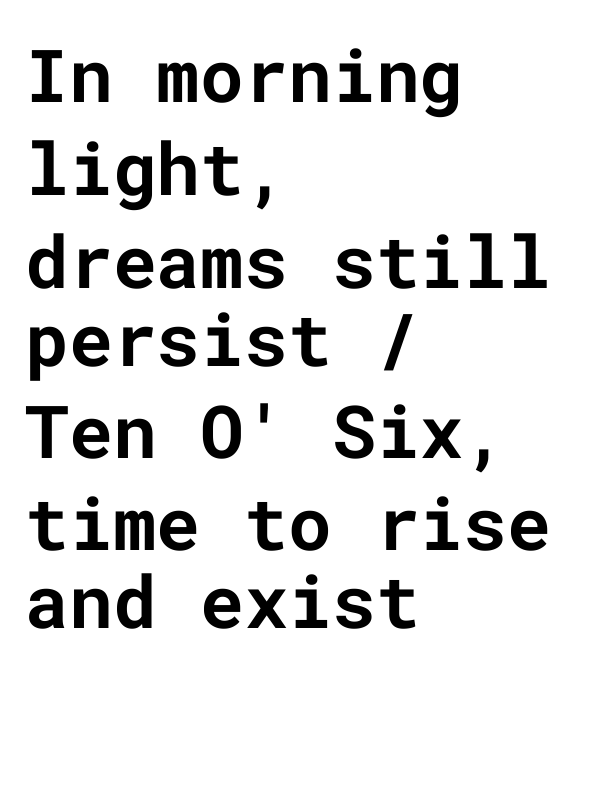 In morning
light,
dreams still
persist /
Ten O' Six,
time to rise
and exist